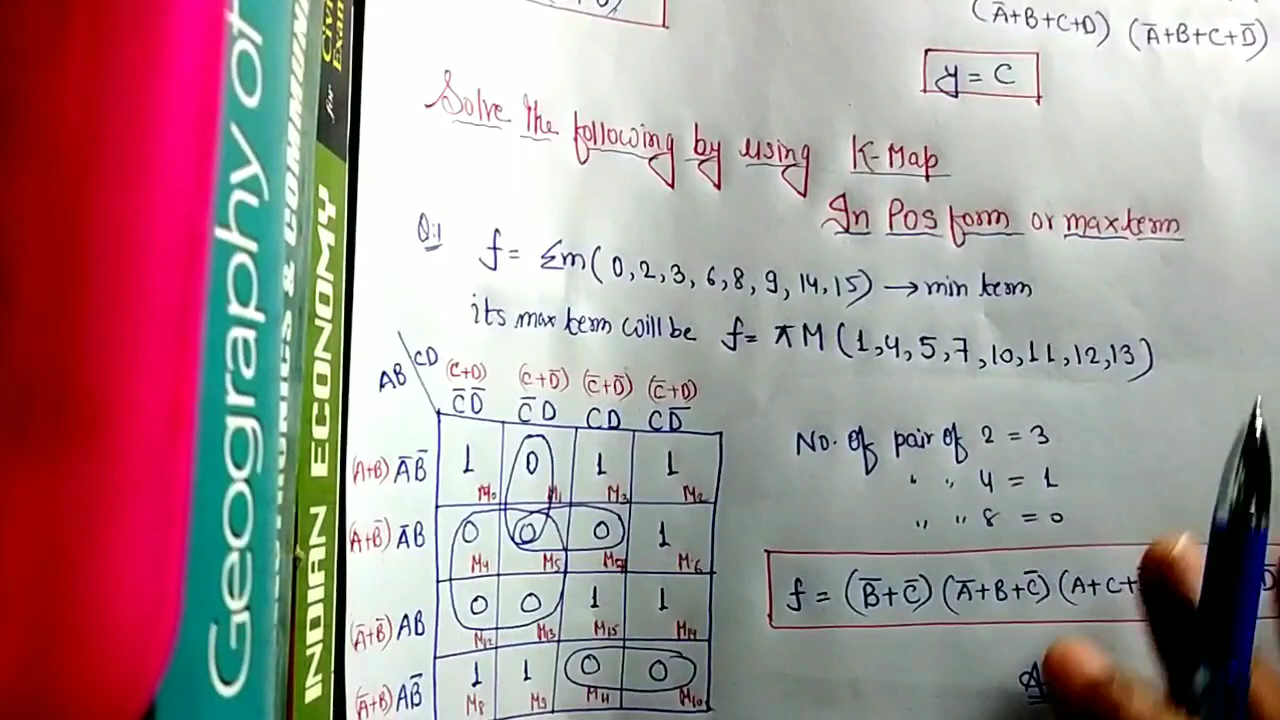 Geography of
INDIAN ECONOMY
for Civil
(Ā+B+C+D) (Ā+B+C+D̄)
y = C
Solve the following by using K-Map
In POS form or maxterm
Q:1 f = Σm(0,2,3,6,8,9,14,15) → min term
its max term will be f = πM(1,4,5,7,10,11,12,13)
AB CD (C+D) (C+D̄) (C̄+D̄) (C̄+D)
C̄D̄ C̄D CD CD̄
(A+B) ĀB̄ 1 0 1 1
M0 M1 M3 M2
(A+B̄) ĀB 0 0 0 1
M4 M5 M7 M6
(Ā+B̄) AB 0 0 1 1
M12 M13 M15 M14
(Ā+B) AB̄ 1 1 0 0
M8 M9 M11 M10
No. of pair of 2 = 3
" " 4 = 1
" " 8 = 0
f = (B̄+C̄) (Ā+B+C̄) (A+C+